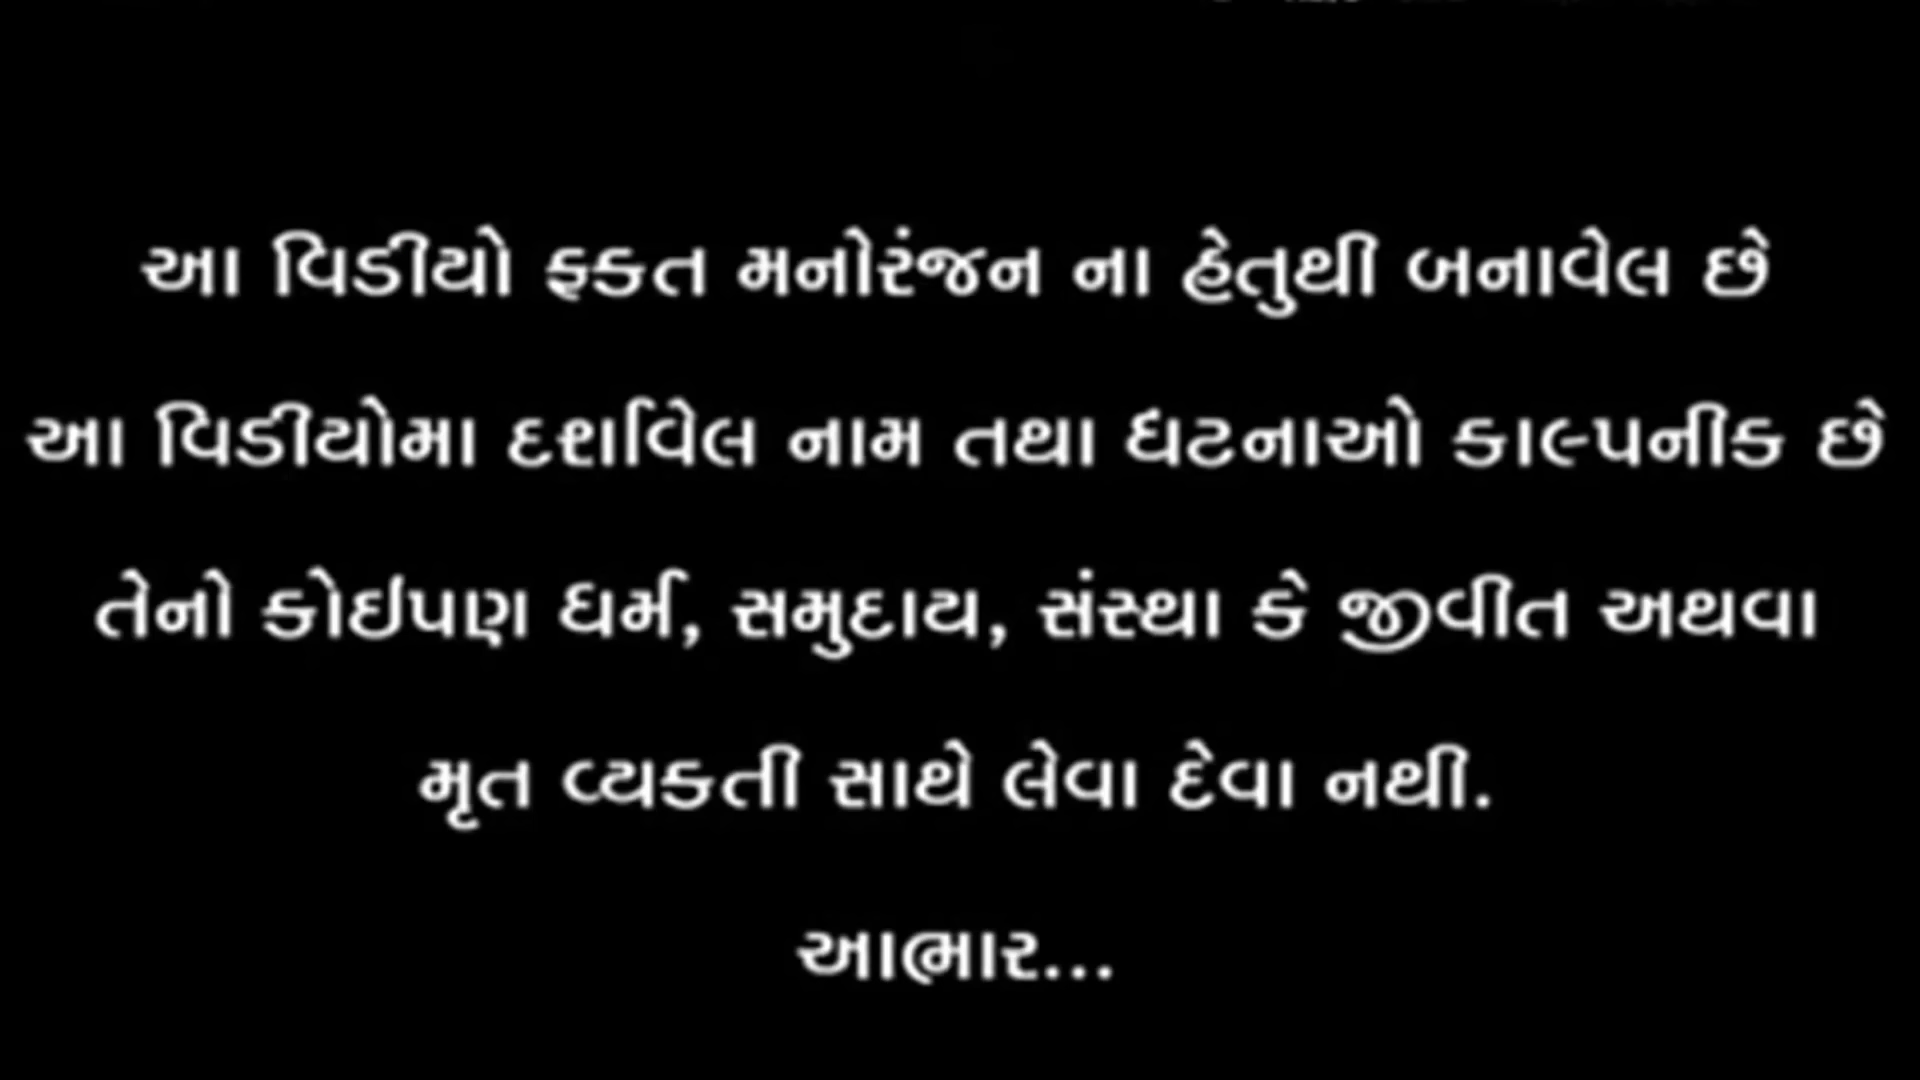 આ વિડીયો ફકત મનોરંજન ના હેતુથી બનાવેલ છે
આ વિડીયોમા દર્શાવેલ નામ તથા ઘટનાઓ કાલ્પનીક છે
તેનો કોઇપણ ધર્મ, સમુદાય, સંસ્થા કે જીવીત અથવા
મૃત વ્યકતી સાથે લેવા દેવા નથી.
આભાર...